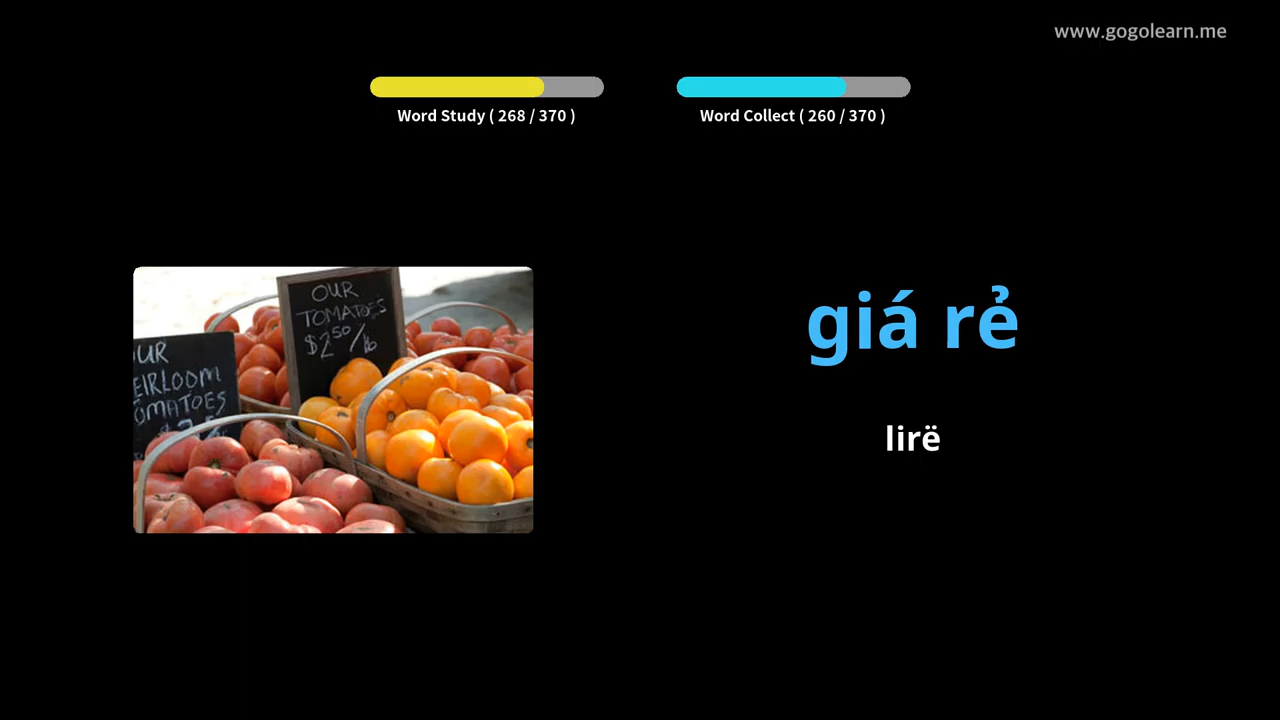 www.gogolearn.me
Word Study ( 268 / 370 )
Word Collect ( 260 / 370 )
OUR
TOMATOES
$2.50/lb
UR
EIRLOOM
OMATOES
giá rẻ
lirë